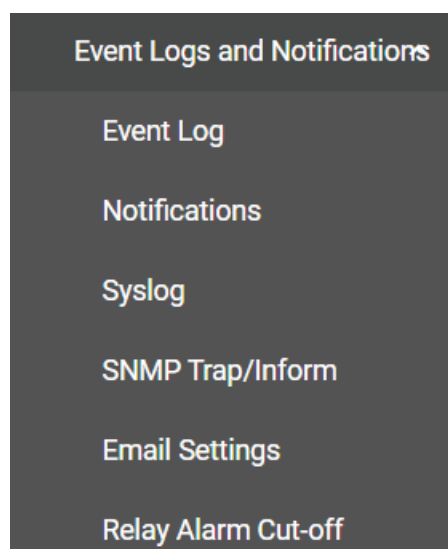 Event Logs and Notifications
Event Log
Notifications
Syslog
SNMP Trap/Inform
Email Settings
Relay Alarm Cut-off